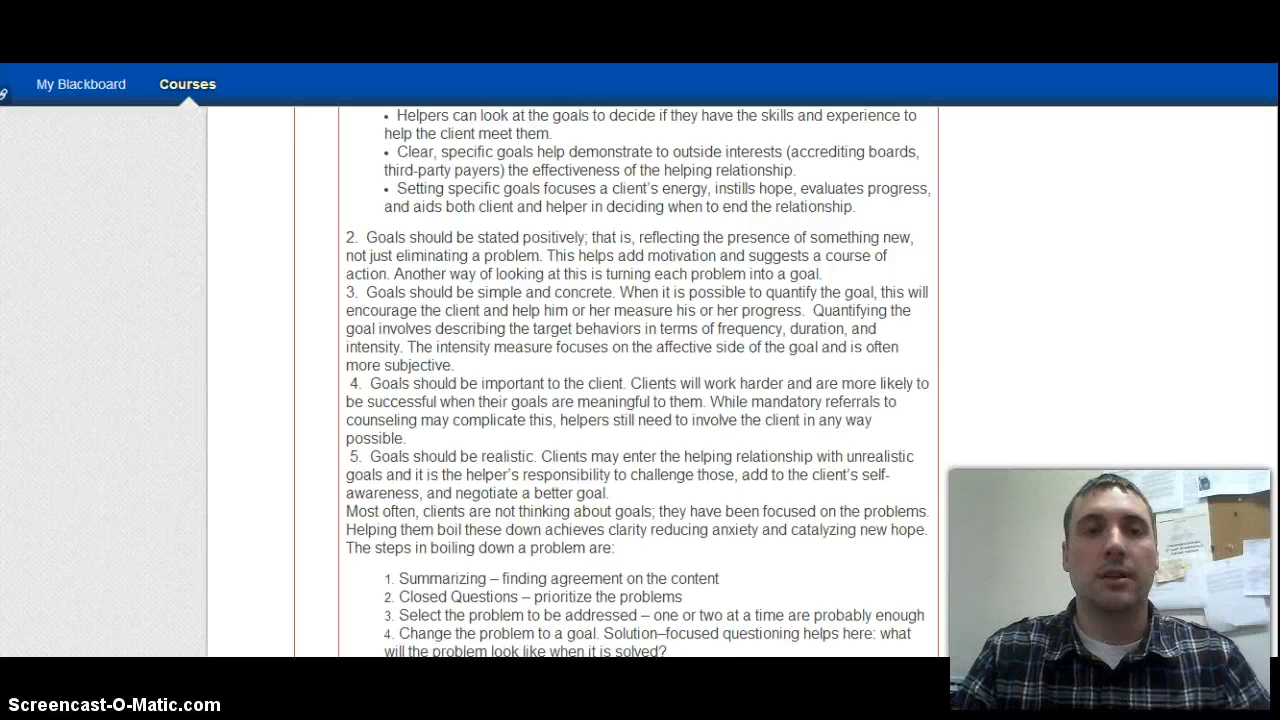 My Blackboard Courses
• Helpers can look at the goals to decide if they have the skills and experience to
help the client meet them.
• Clear, specific goals help demonstrate to outside interests (accrediting boards,
third-party payers) the effectiveness of the helping relationship.
• Setting specific goals focuses a client's energy, instills hope, evaluates progress,
and aids both client and helper in deciding when to end the relationship.
2. Goals should be stated positively; that is, reflecting the presence of something new,
not just eliminating a problem. This helps add motivation and suggests a course of
action. Another way of looking at this is turning each problem into a goal.
3. Goals should be simple and concrete. When it is possible to quantify the goal, this will
encourage the client and help him or her measure his or her progress. Quantifying the
goal involves describing the target behaviors in terms of frequency, duration, and
intensity. The intensity measure focuses on the affective side of the goal and is often
more subjective.
4. Goals should be important to the client. Clients will work harder and are more likely to
be successful when their goals are meaningful to them. While mandatory referrals to
counseling may complicate this, helpers still need to involve the client in any way
possible.
5. Goals should be realistic. Clients may enter the helping relationship with unrealistic
goals and it is the helper's responsibility to challenge those, add to the client's self-
awareness, and negotiate a better goal.
Most often, clients are not thinking about goals; they have been focused on the problems.
Helping them boil these down achieves clarity reducing anxiety and catalyzing new hope.
The steps in boiling down a problem are:
1. Summarizing – finding agreement on the content
2. Closed Questions – prioritize the problems
3. Select the problem to be addressed – one or two at a time are probably enough
4. Change the problem to a goal. Solution–focused questioning helps here: what
will the problem look like when it is solved?
Screencast-O-Matic.com